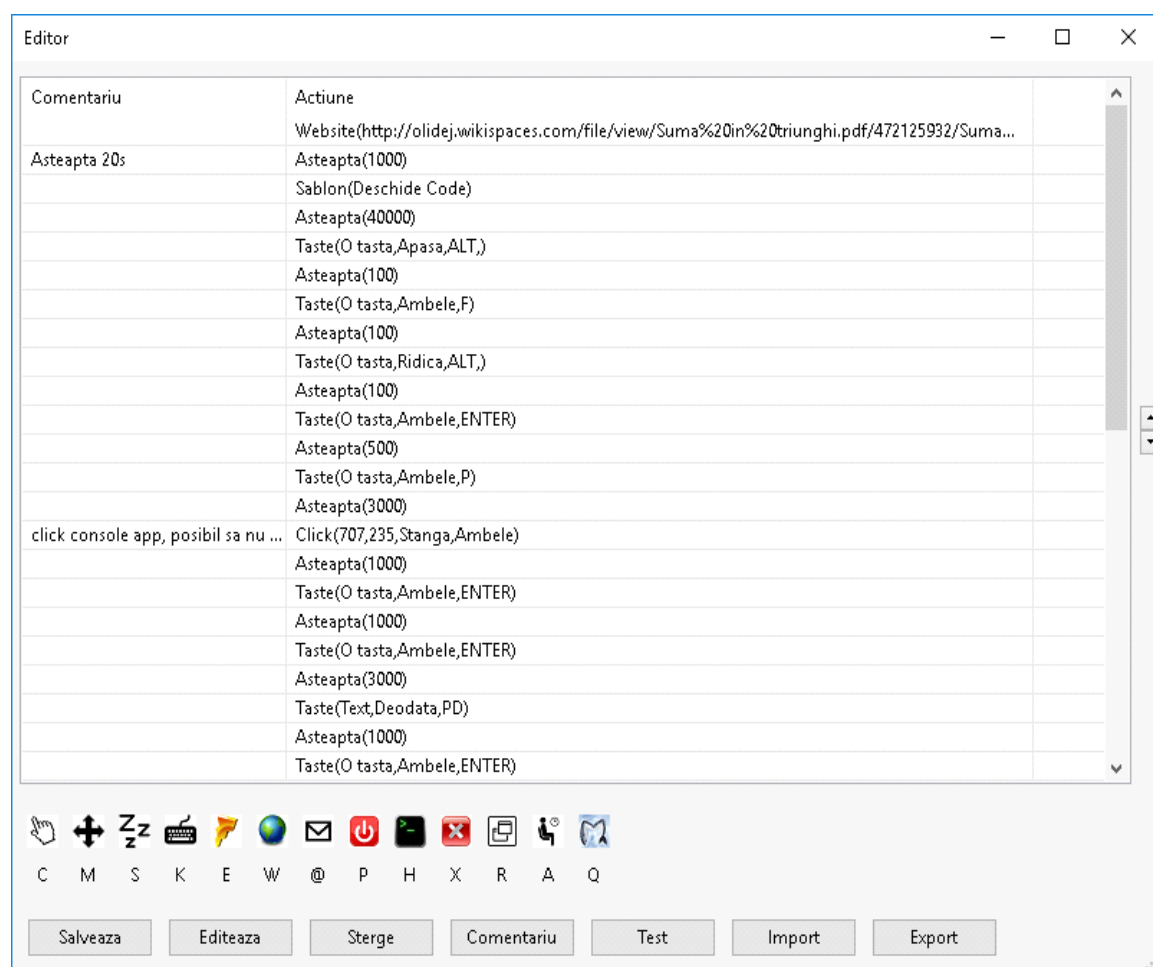 Editor
Comentariu Actiune
Website(http://olidej.wikispaces.com/file/view/Suma%20in%20triunghi.pdf/472125932/Suma...
Asteapta 20s Asteapta(1000)
Sablon(Deschide Code)
Asteapta(40000)
Taste(O tasta,Apasa,ALT,)
Asteapta(100)
Taste(O tasta,Ambele,F)
Asteapta(100)
Taste(O tasta,Ridica,ALT,)
Asteapta(100)
Taste(O tasta,Ambele,ENTER)
Asteapta(500)
Taste(O tasta,Ambele,P)
Asteapta(3000)
click console app, posibil sa nu ... Click(707,235,Stanga,Ambele)
Asteapta(1000)
Taste(O tasta,Ambele,ENTER)
Asteapta(1000)
Taste(O tasta,Ambele,ENTER)
Asteapta(3000)
Taste(Text,Deodata,PD)
Asteapta(1000)
Taste(O tasta,Ambele,ENTER)
C M S K E W @ P H X R A Q
Salveaza Editeaza Sterge Comentariu Test Import Export